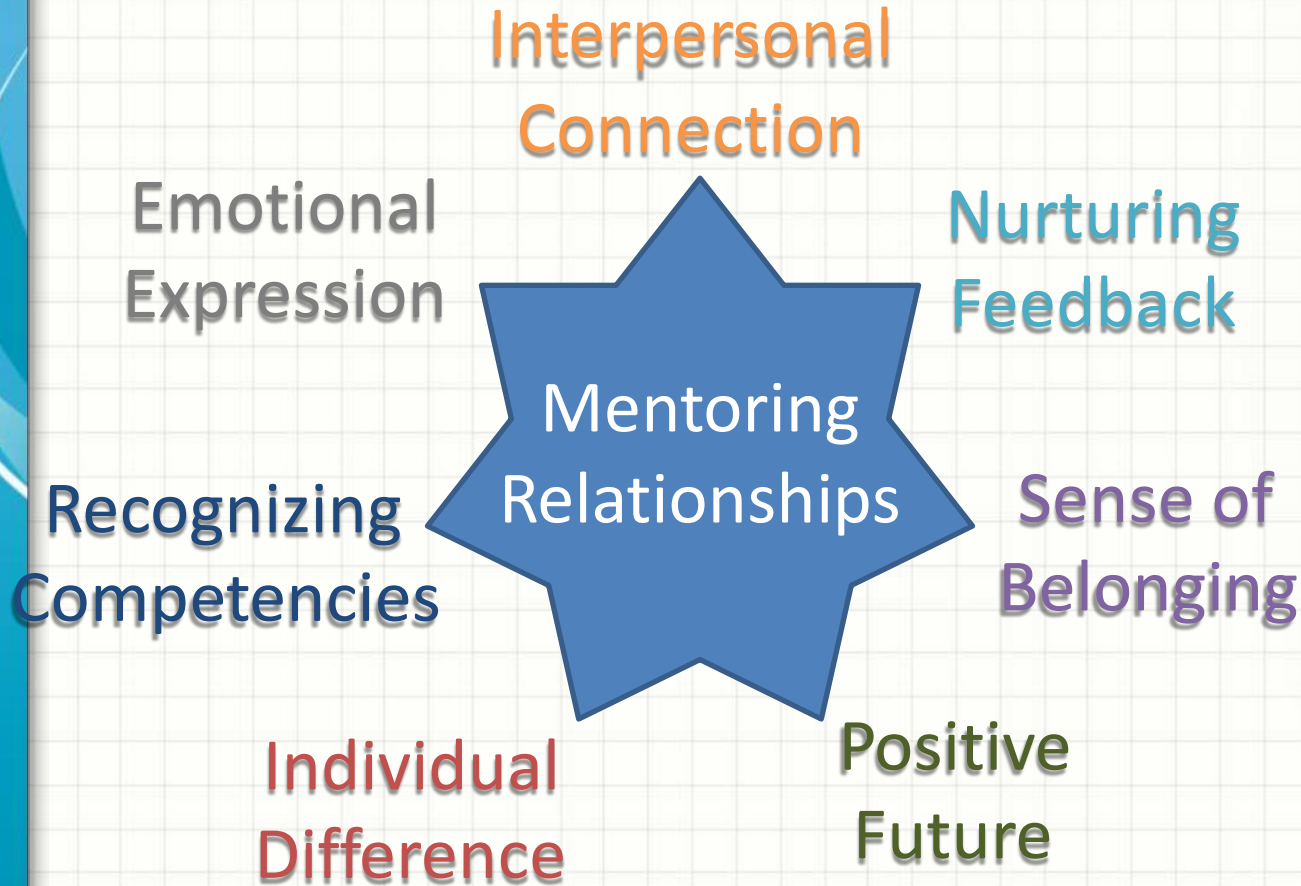 Interpersonal
Connection
Emotional
Expression
Nurturing
Feedback
Mentoring
Relationships
Recognizing
Competencies
Sense of
Belonging
Individual
Difference
Positive
Future